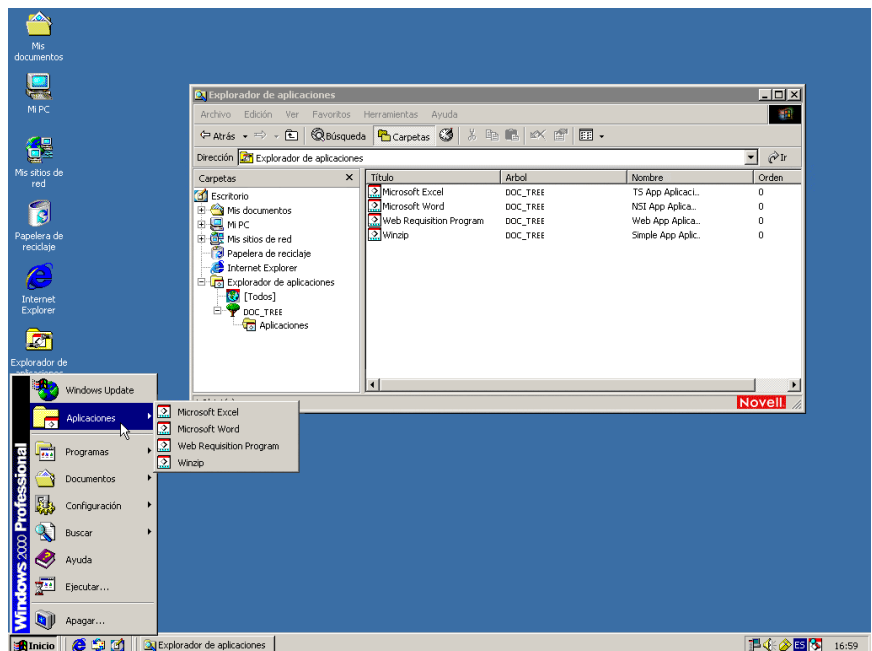 Mis
documentos
Mi PC
Mis sitios de
red
Papelera de
reciclaje
Internet
Explorer
Explorador de
aplicaciones
Explorador de aplicaciones
Archivo Edición Ver Favoritos Herramientas Ayuda
Atrás Búsqueda Carpetas
Dirección Explorador de aplicaciones Ir
Carpetas
Escritorio
Mis documentos
Mi PC
Mis sitios de red
Papelera de reciclaje
Internet Explorer
Explorador de aplicaciones
[Todos]
DOC_TREE
Aplicaciones
Título Arbol Nombre Orden
Microsoft Excel DOC_TREE TS App Aplicaci... 0
Microsoft Word DOC_TREE NSI App Aplica... 0
Web Requisition Program DOC_TREE Web App Aplica... 0
Winzip DOC_TREE Simple App Aplic... 0
Novell
Windows 2000 Professional
Windows Update
Aplicaciones
Programas
Documentos
Configuración
Buscar
Ayuda
Ejecutar...
Apagar...
Microsoft Excel
Microsoft Word
Web Requisition Program
Winzip
Inicio Explorador de aplicaciones ES 16:59